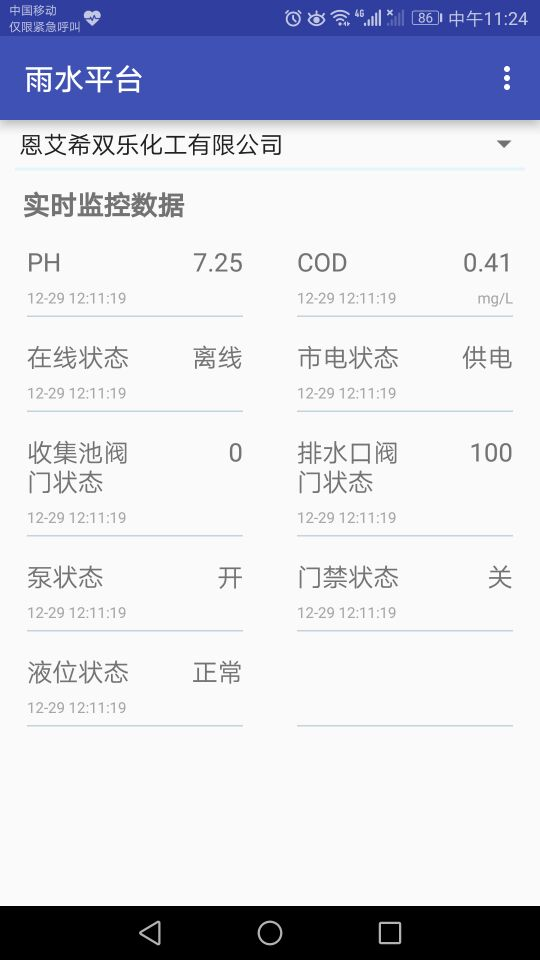 中国移动
仅限紧急呼叫
4G
86
中午11:24
雨水平台
恩艾希双乐化工有限公司
实时监控数据
PH 7.25
12-29 12:11:19
COD 0.41
12-29 12:11:19 mg/L
在线状态 离线
12-29 12:11:19
市电状态 供电
12-29 12:11:19
收集池阀 0
门状态
12-29 12:11:19
排水口阀 100
门状态
12-29 12:11:19
泵状态 开
12-29 12:11:19
门禁状态 关
12-29 12:11:19
液位状态 正常
12-29 12:11:19